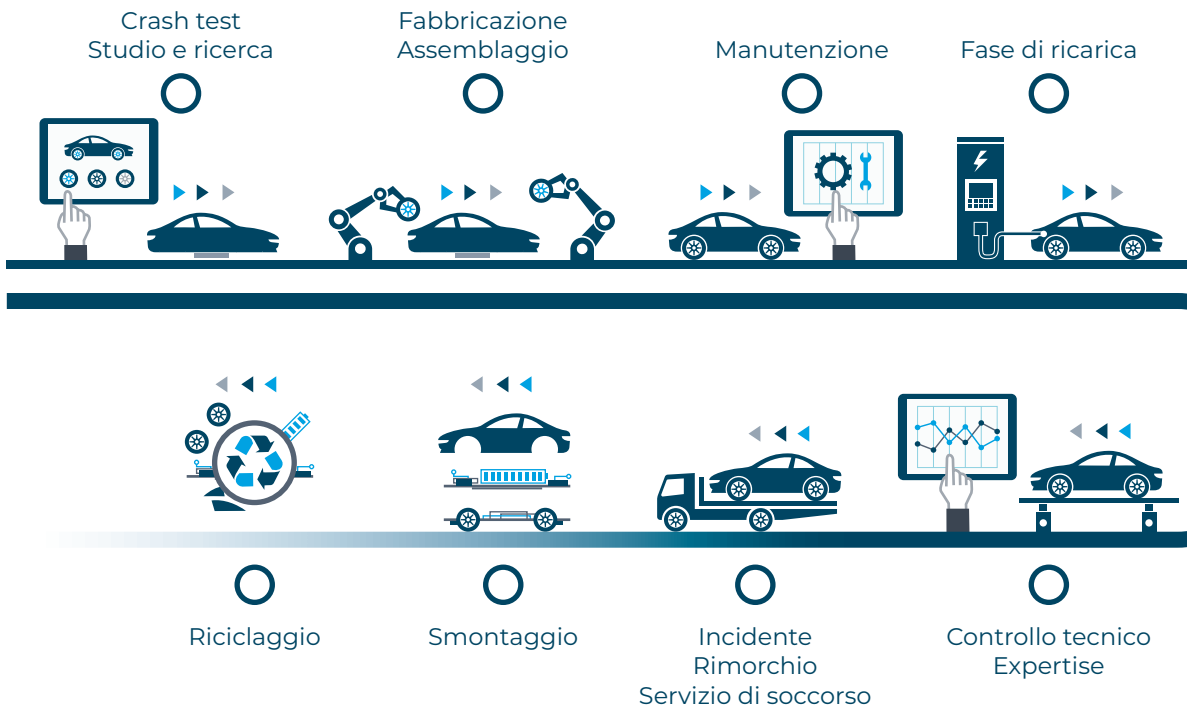 Crash test
Studio e ricerca
Fabbricazione
Assemblaggio
Manutenzione
Fase di ricarica
Riciclaggio
Smontaggio
Incidente
Rimorchio
Servizio di soccorso
Controllo tecnico
Expertise